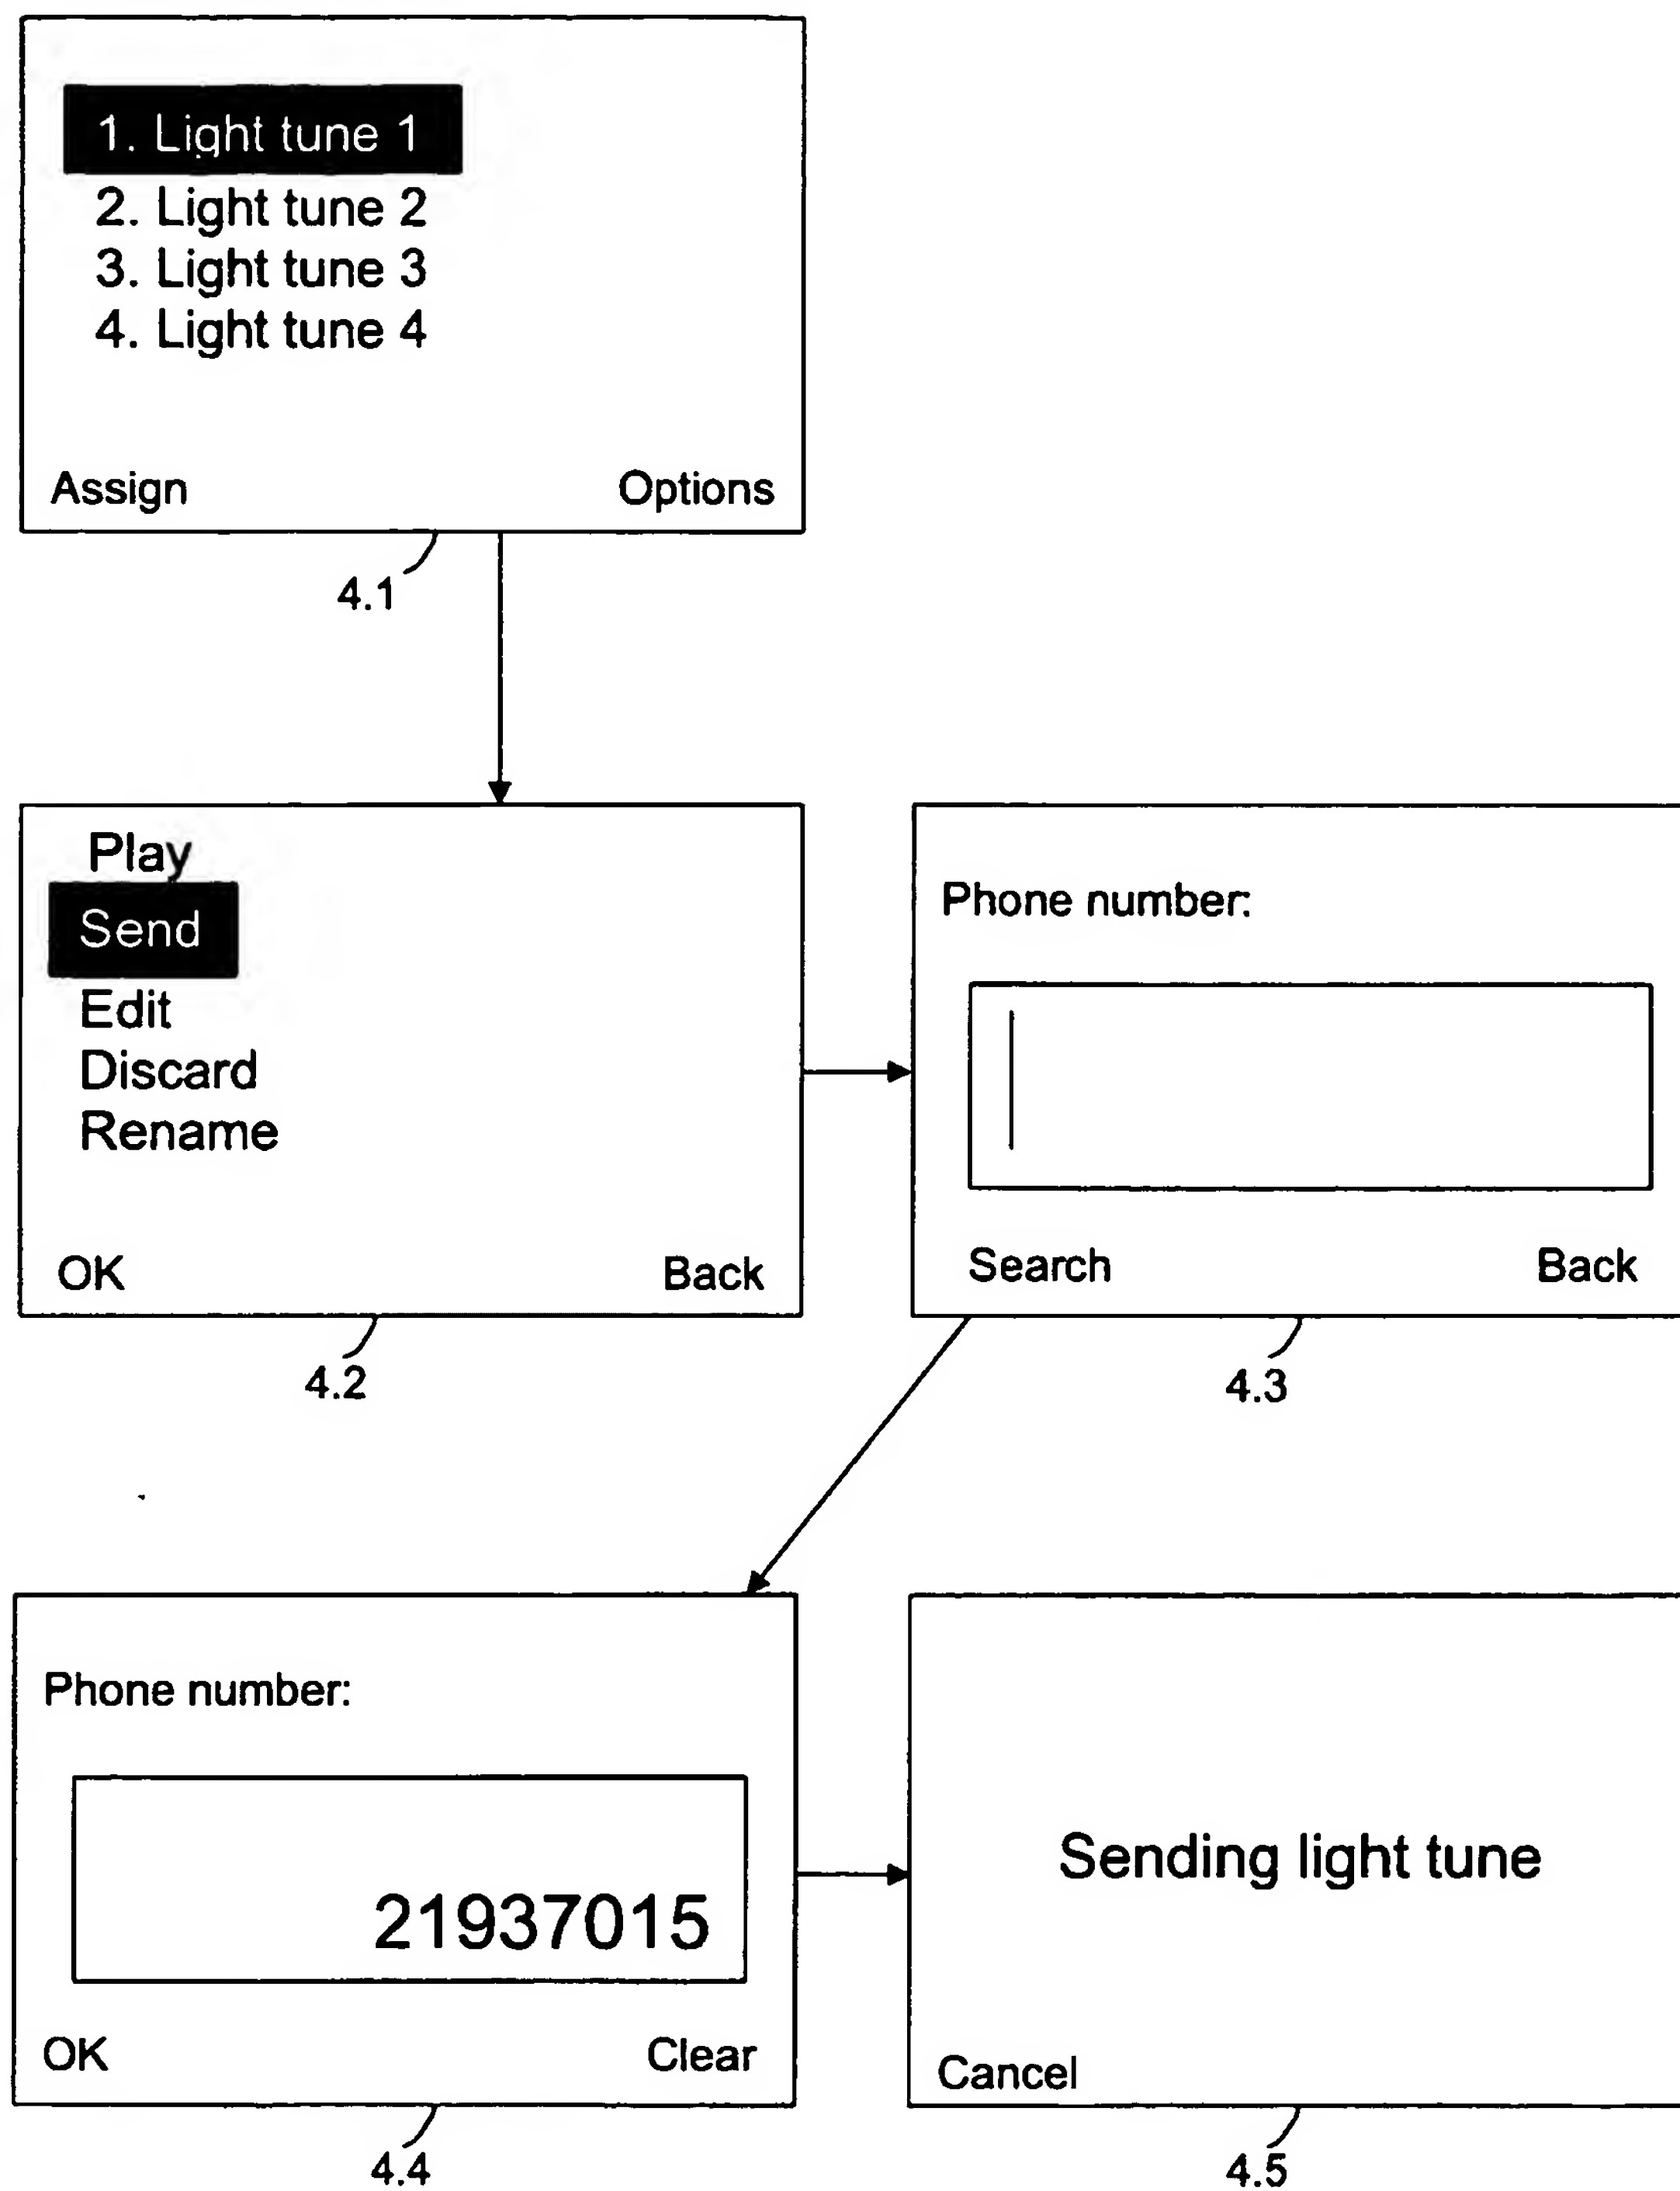 1. Light tune 1
2. Light tune 2
3. Light tune 3
4. Light tune 4
Assign Options
4.1
Play
Send
Edit
Discard
Rename
OK Back
4.2
Phone number:
Search Back
4.3
Phone number:
21937015
OK Clear
4.4
Sending light tune
Cancel
4.5